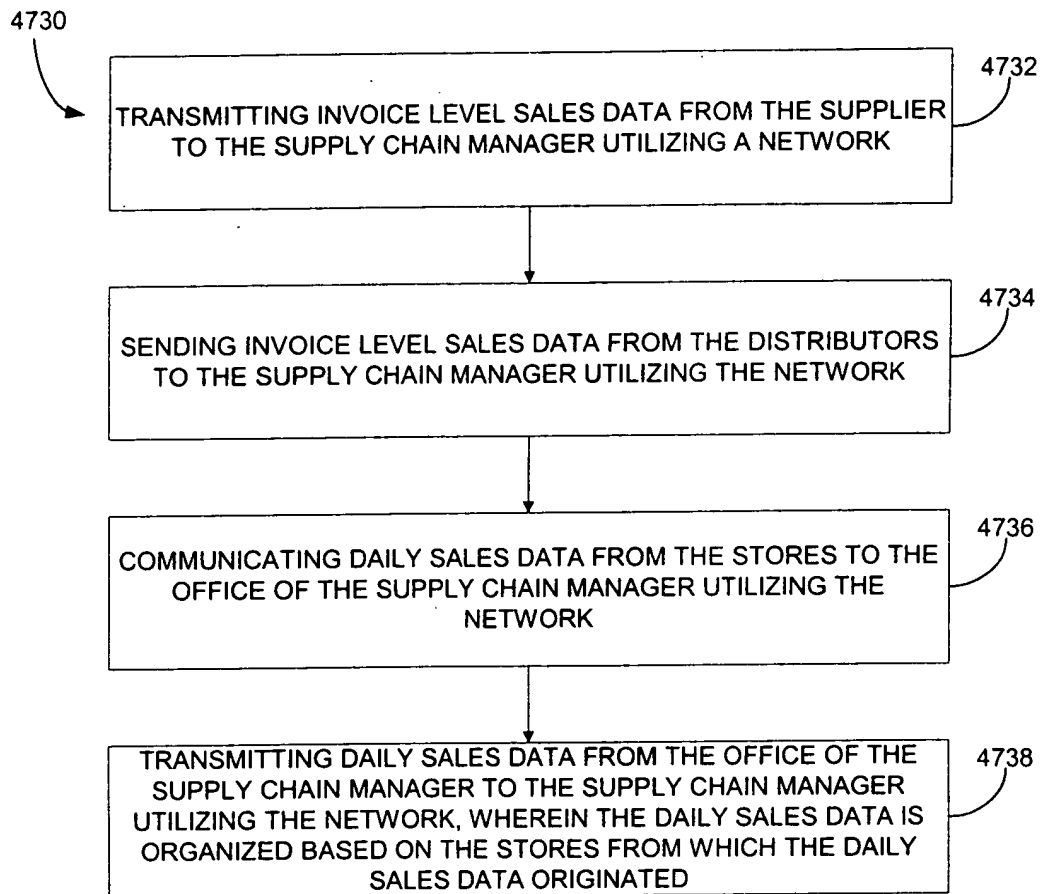 4730
4732
TRANSMITTING INVOICE LEVEL SALES DATA FROM THE SUPPLIER
TO THE SUPPLY CHAIN MANAGER UTILIZING A NETWORK
4734
SENDING INVOICE LEVEL SALES DATA FROM THE DISTRIBUTORS
TO THE SUPPLY CHAIN MANAGER UTILIZING THE NETWORK
4736
COMMUNICATING DAILY SALES DATA FROM THE STORES TO THE
OFFICE OF THE SUPPLY CHAIN MANAGER UTILIZING THE
NETWORK
4738
TRANSMITTING DAILY SALES DATA FROM THE OFFICE OF THE
SUPPLY CHAIN MANAGER TO THE SUPPLY CHAIN MANAGER
UTILIZING THE NETWORK, WHEREIN THE DAILY SALES DATA IS
ORGANIZED BASED ON THE STORES FROM WHICH THE DAILY
SALES DATA ORIGINATED